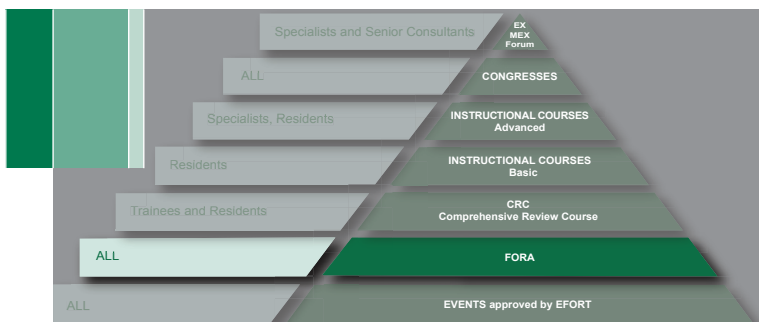 Specialists and Senior Consultants
EX
MEX
Forum
ALL
CONGRESSES
Specialists, Residents
INSTRUCTIONAL COURSES
Advanced
Residents
INSTRUCTIONAL COURSES
Basic
Trainees and Residents
CRC
Comprehensive Review Course
ALL
FORA
ALL
EVENTS approved by EFORT